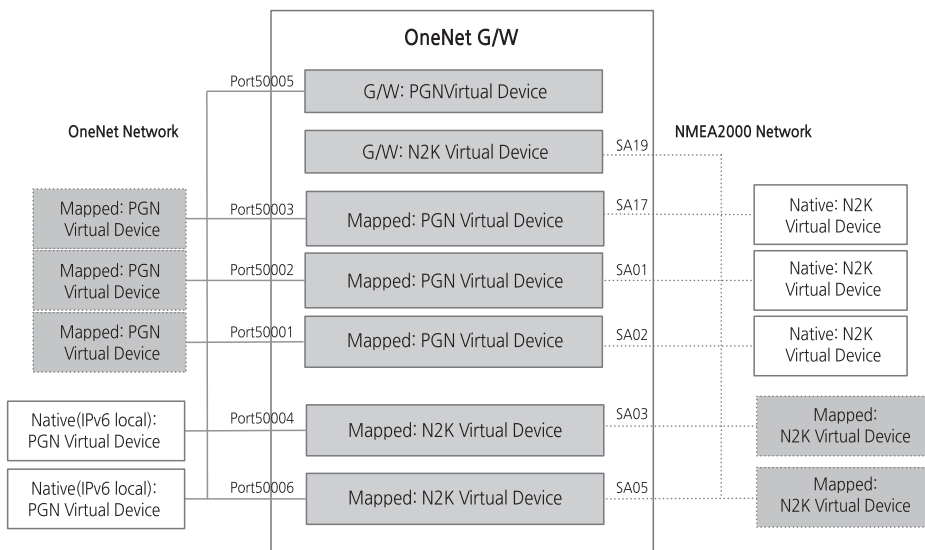 OneNet G/W
Port50005
G/W: PGNVirtual Device
OneNet Network
NMEA2000 Network
G/W: N2K Virtual Device
SA19
Mapped: PGN
Virtual Device
Port50003
Mapped: PGN Virtual Device
SA17
Native: N2K
Virtual Device
Mapped: PGN
Virtual Device
Port50002
Mapped: PGN Virtual Device
SA01
Native: N2K
Virtual Device
Mapped: PGN
Virtual Device
Port50001
Mapped: PGN Virtual Device
SA02
Native: N2K
Virtual Device
Native(IPv6 local):
PGN Virtual Device
Port50004
Mapped: N2K Virtual Device
SA03
Mapped:
N2K Virtual Device
Native(IPv6 local):
PGN Virtual Device
Port50006
Mapped: N2K Virtual Device
SA05
Mapped:
N2K Virtual Device